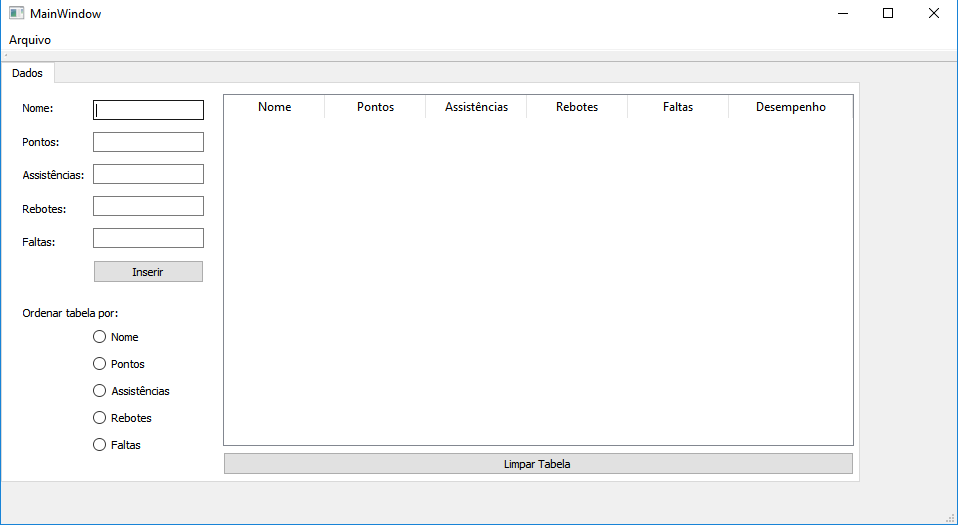 MainWindow
Arquivo
Dados
Nome:
Pontos:
Assistências:
Rebotes:
Faltas:
Inserir
Ordenar tabela por:
Nome
Pontos
Assistências
Rebotes
Faltas
Nome Pontos Assistências Rebotes Faltas Desempenho
Limpar Tabela